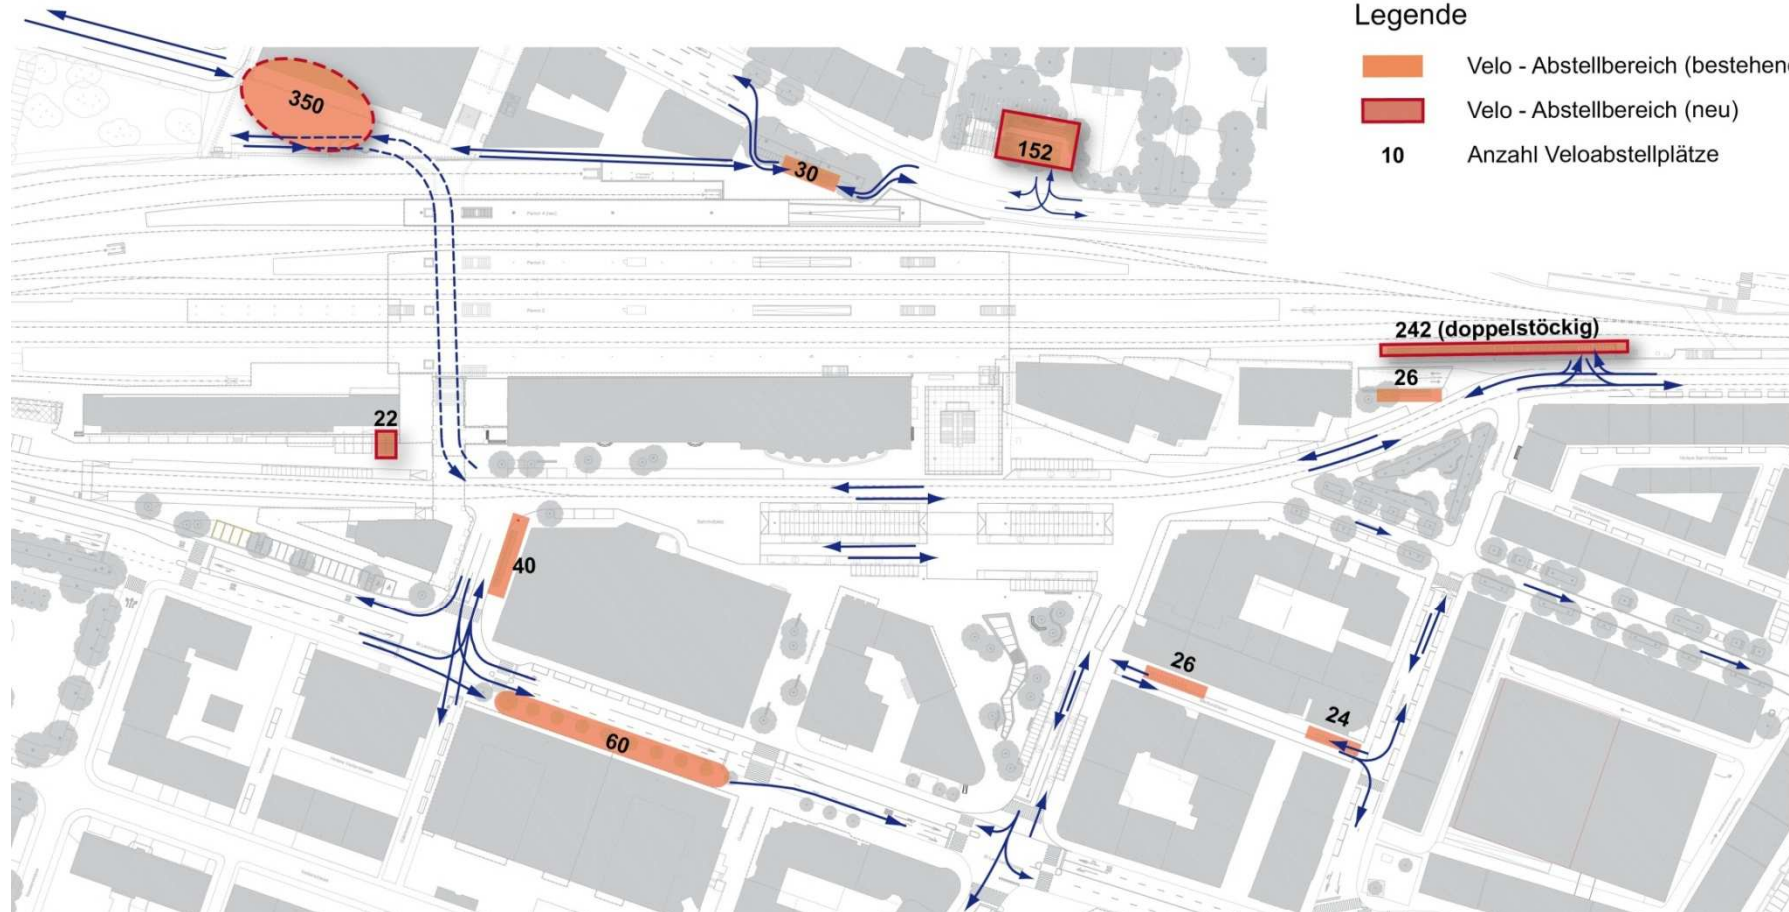 Legende
Velo - Abstellbereich (bestehend
Velo - Abstellbereich (neu)
10 Anzahl Veloabstellplätze
350
30
152
242 (doppelstöckig)
26
22
40
26
24
60